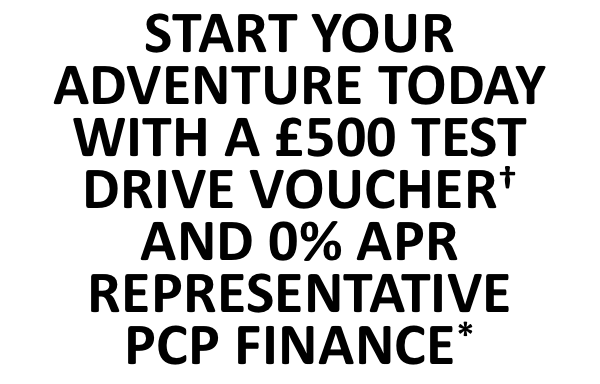 START YOUR
ADVENTURE TODAY
WITH A £500 TEST
DRIVE VOUCHER†
AND 0% APR
REPRESENTATIVE
PCP FINANCE*